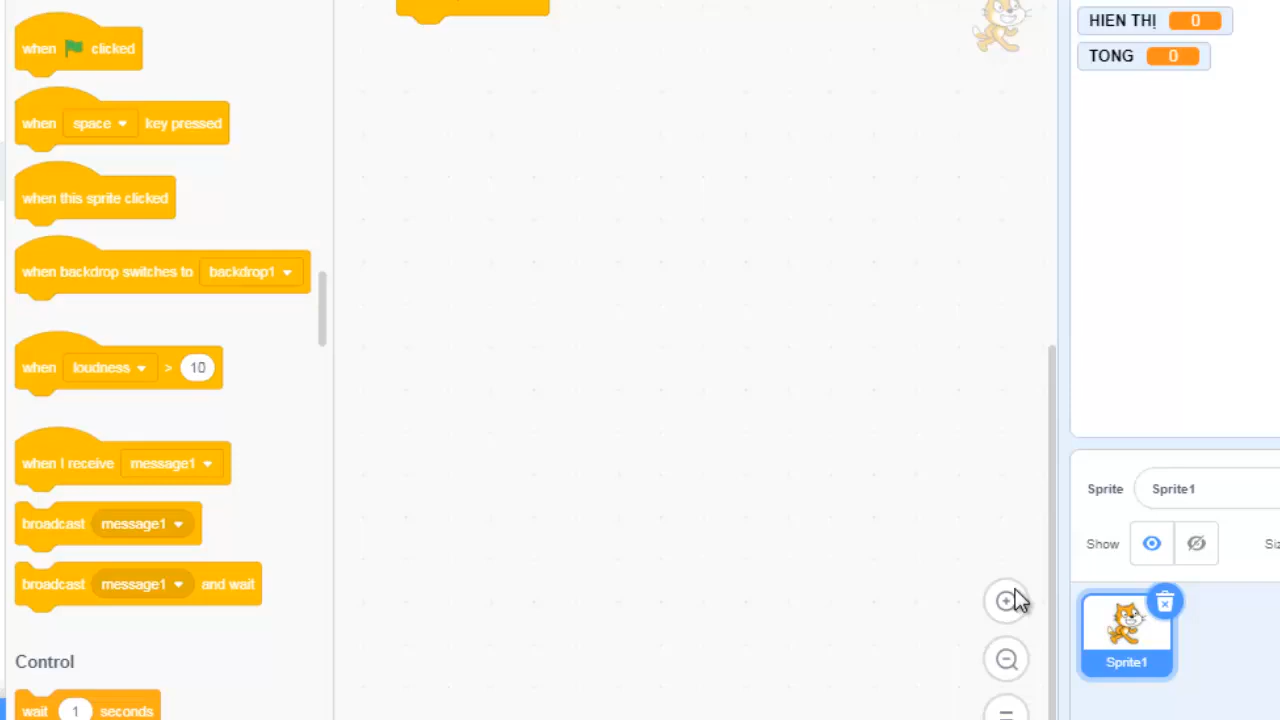 when clicked
when space key pressed
when this sprite clicked
when backdrop switches to backdrop1
when loudness > 10
when I receive message1
broadcast message1
broadcast message1 and wait
Control
wait 1 seconds
HIEN THỊ 0
TONG 0
Sprite Sprite1
Show
Sprite1